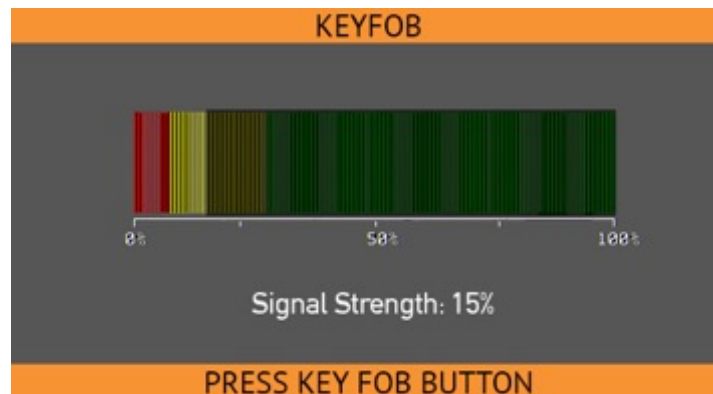 KEYFOB
0% 50% 100%
Signal Strength: 15%
PRESS KEY FOB BUTTON